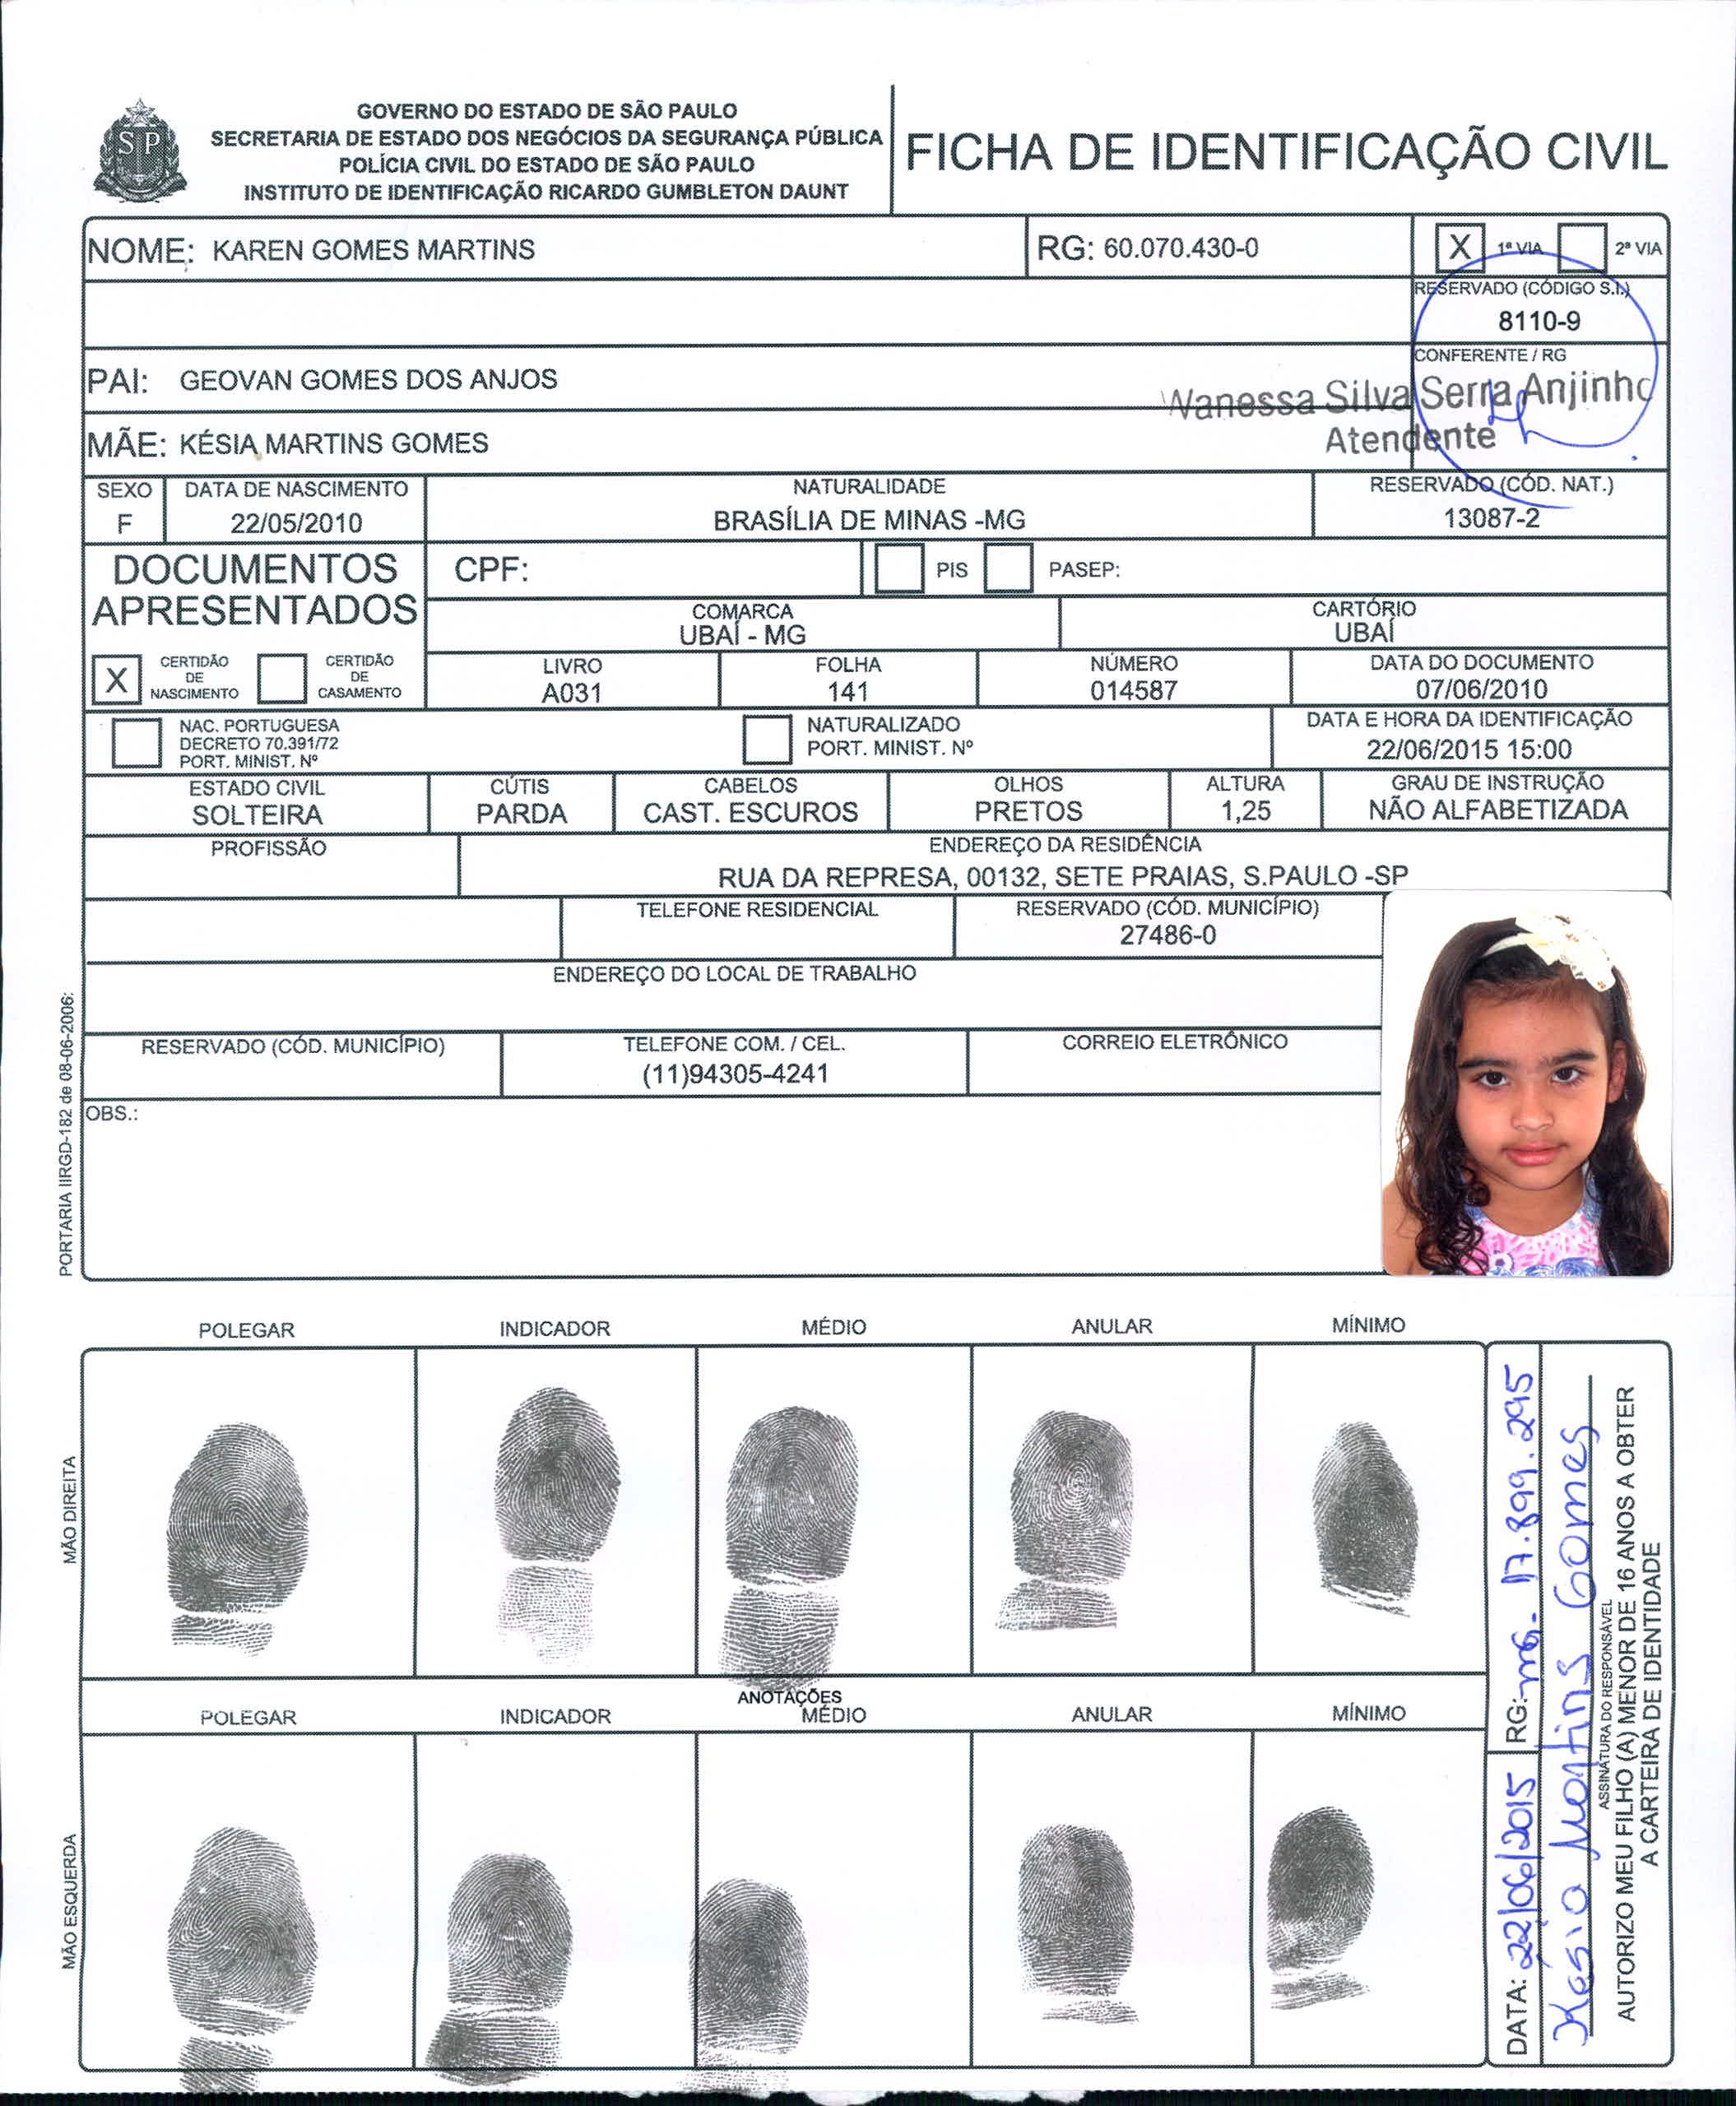 GOVERNO DO ESTADO DE SÃO PAULO
SECRETARIA DE ESTADO DOS NEGÓCIOS DA SEGURANÇA PÚBLICA
POLÍCIA CIVIL DO ESTADO DE SÃO PAULO
INSTITUTO DE IDENTIFICAÇÃO RICARDO GUMBLETON DAUNT
SP
FICHA DE IDENTIFICAÇÃO CIVIL
NOME: KAREN GOMES MARTINS
RG: 60.070.430-0
X 1ª VIA 2ª VIA
RESERVADO (CÓDIGO S.I.)
8110-9
CONFERENTE / RG
PAI: GEOVAN GOMES DOS ANJOS
Wanessa Silva Serra Anjinho
Atendente
MÃE: KÉSIA MARTINS GOMES
SEXO DATA DE NASCIMENTO NATURALIDADE RESERVADO (CÓD. NAT.)
F 22/05/2010 BRASÍLIA DE MINAS -MG 13087-2
DOCUMENTOS
APRESENTADOS
CPF: PIS PASEP:
COMARCA CARTÓRIO
UBAÍ - MG UBAÍ
X CERTIDÃO DE NASCIMENTO CERTIDÃO DE CASAMENTO
LIVRO FOLHA NÚMERO DATA DO DOCUMENTO
A031 141 014587 07/06/2010
NAC. PORTUGUESA
DECRETO 70.391/72
PORT. MINIST. Nº
NATURALIZADO
PORT. MINIST. Nº
DATA E HORA DA IDENTIFICAÇÃO
22/06/2015 15:00
ESTADO CIVIL CÚTIS CABELOS OLHOS ALTURA GRAU DE INSTRUÇÃO
SOLTEIRA PARDA CAST. ESCUROS PRETOS 1,25 NÃO ALFABETIZADA
PROFISSÃO ENDEREÇO DA RESIDÊNCIA
RUA DA REPRESA, 00132, SETE PRAIAS, S.PAULO -SP
TELEFONE RESIDENCIAL RESERVADO (CÓD. MUNICÍPIO)
27486-0
ENDEREÇO DO LOCAL DE TRABALHO
RESERVADO (CÓD. MUNICÍPIO) TELEFONE COM. / CEL. CORREIO ELETRÔNICO
(11)94305-4241
OBS.:
PORTARIA IIRGD-182 de 08-06-2006:
POLEGAR INDICADOR MÉDIO ANULAR MÍNIMO
MÃO DIREITA
ANOTAÇÕES
POLEGAR INDICADOR MÉDIO ANULAR MÍNIMO
MÃO ESQUERDA
DATA: 22/06/2015 RG: MG- 17.899.295
Késia Martins Gomes
ASSINATURA DO RESPONSÁVEL
AUTORIZO MEU FILHO (A) MENOR DE 16 ANOS A OBTER
A CARTEIRA DE IDENTIDADE